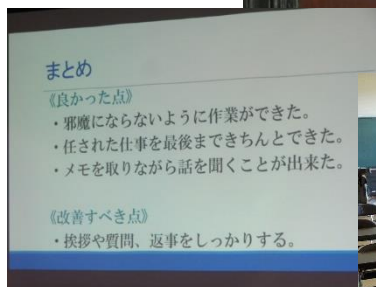 まとめ
《良かった点》
・邪魔にならないように作業ができた。
・任された仕事を最後まできちんとできた。
・メモを取りながら話を聞くことが出来た。
《改善すべき点》
・挨拶や質問、返事をしっかりする。